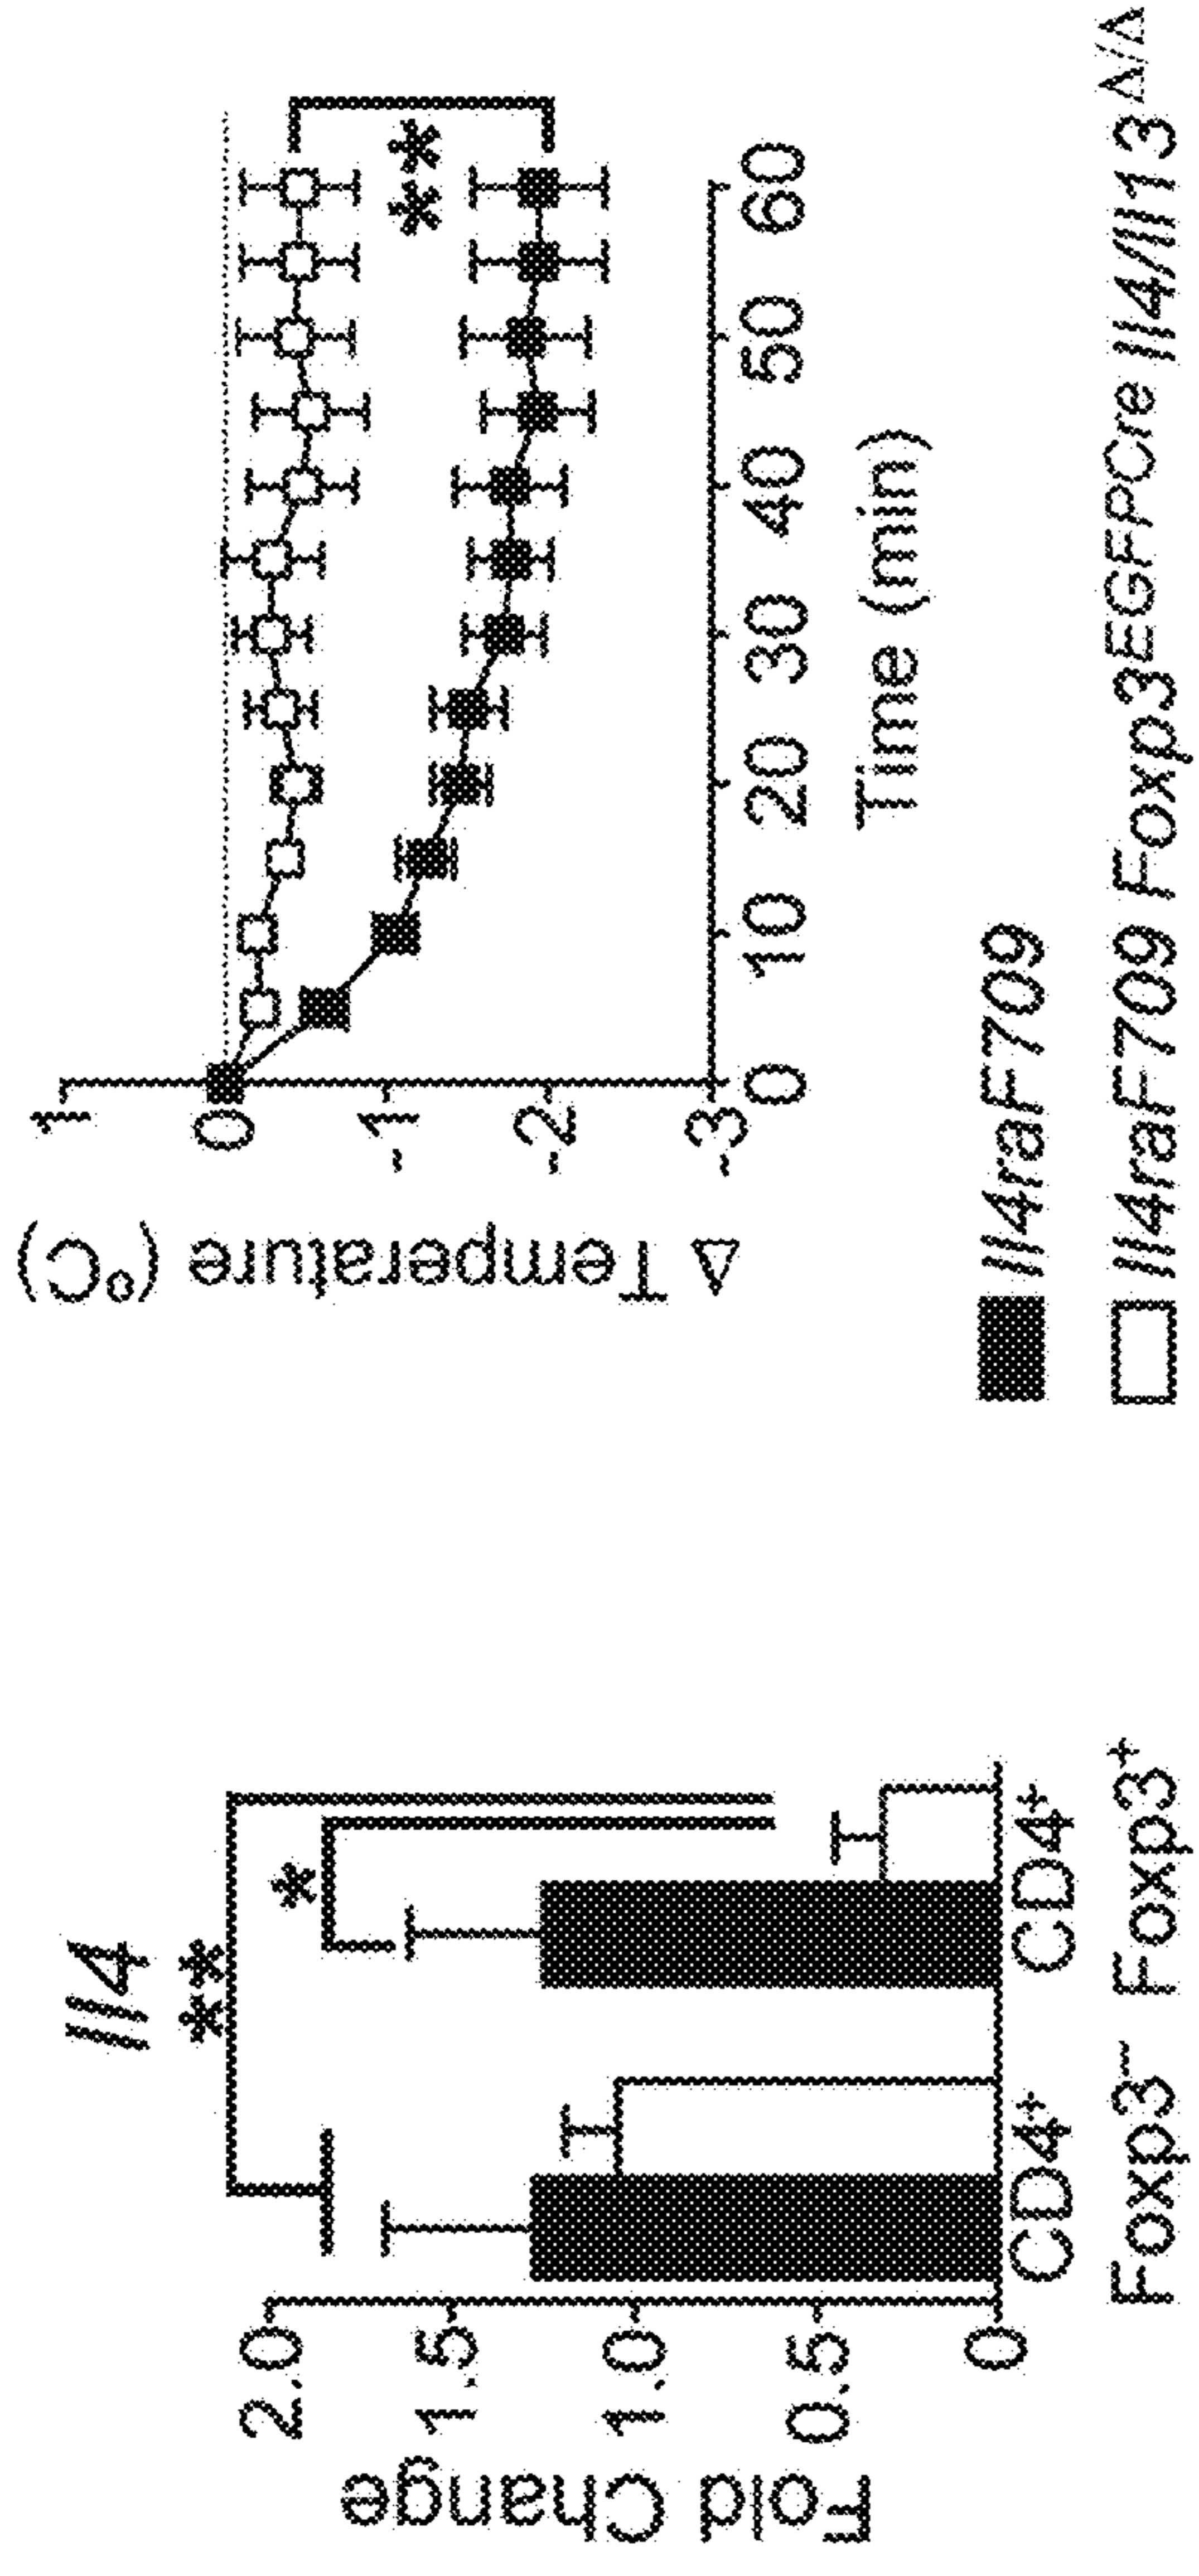 Il4
**
*
Fold Change
2.0
1.5
1.0
0.5
0
CD4⁺ CD4⁺
Foxp3⁻ Foxp3⁺
Δ Temperature (°C)
1
0
-1
-2
-3
**
0 10 20 30 40 50 60
Time (min)
Il4raF709
Il4raF709 Foxp3ᴱᴳᶠᴾᶜʳᵉ Il4/Il13 Δ/Δ